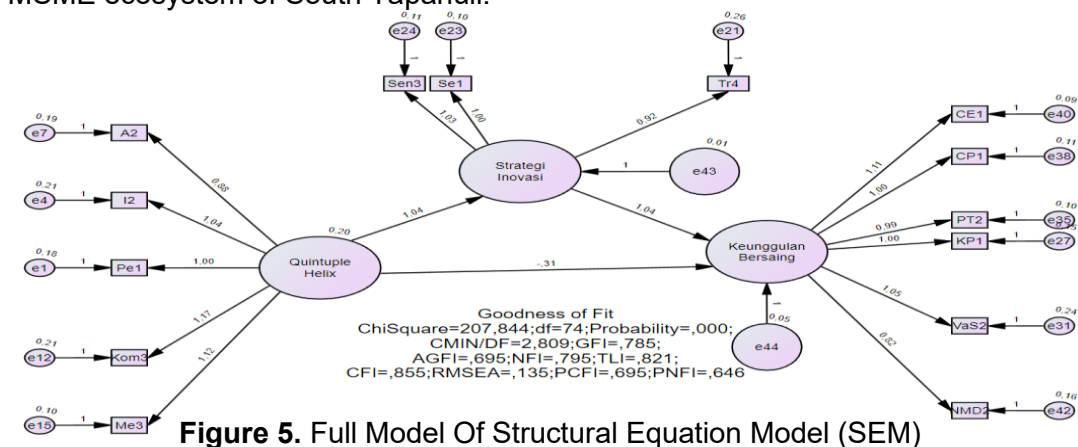 MSME ecosystem of South Tapanuli.
0,11
e24
0,10
e23
0,26
e21
1
1
1
Sen3
Se1
Tr4
1,03
1,00
0,92
0,19
e7
1
A2
0,88
0,21
e4
1
I2
1,04
0,18
e1
1
Pe1
1,00
0,21
e12
1
Kom3
1,17
0,10
e15
1
Me3
1,12
0,20
Quintuple
Helix
1,04
-,31
Strategi
Inovasi
1
0,01
e43
1,04
Keunggulan
Bersaing
1
0,05
e44
1,11
CE1
1
0,09
e40
1,00
CP1
1
0,11
e38
0,99
PT2
1
0,10
e35
1,00
KP1
1
e27
1,05
VaS2
1
0,24
e31
0,82
NMD2
1
0,16
e42
Goodness of Fit
ChiSquare=207,844;df=74;Probability=,000;
CMIN/DF=2,809;GFI=,785;
AGFI=,695;NFI=,795;TLI=,821;
CFI=,855;RMSEA=,135;PCFI=,695;PNFI=,646
Figure 5. Full Model Of Structural Equation Model (SEM)